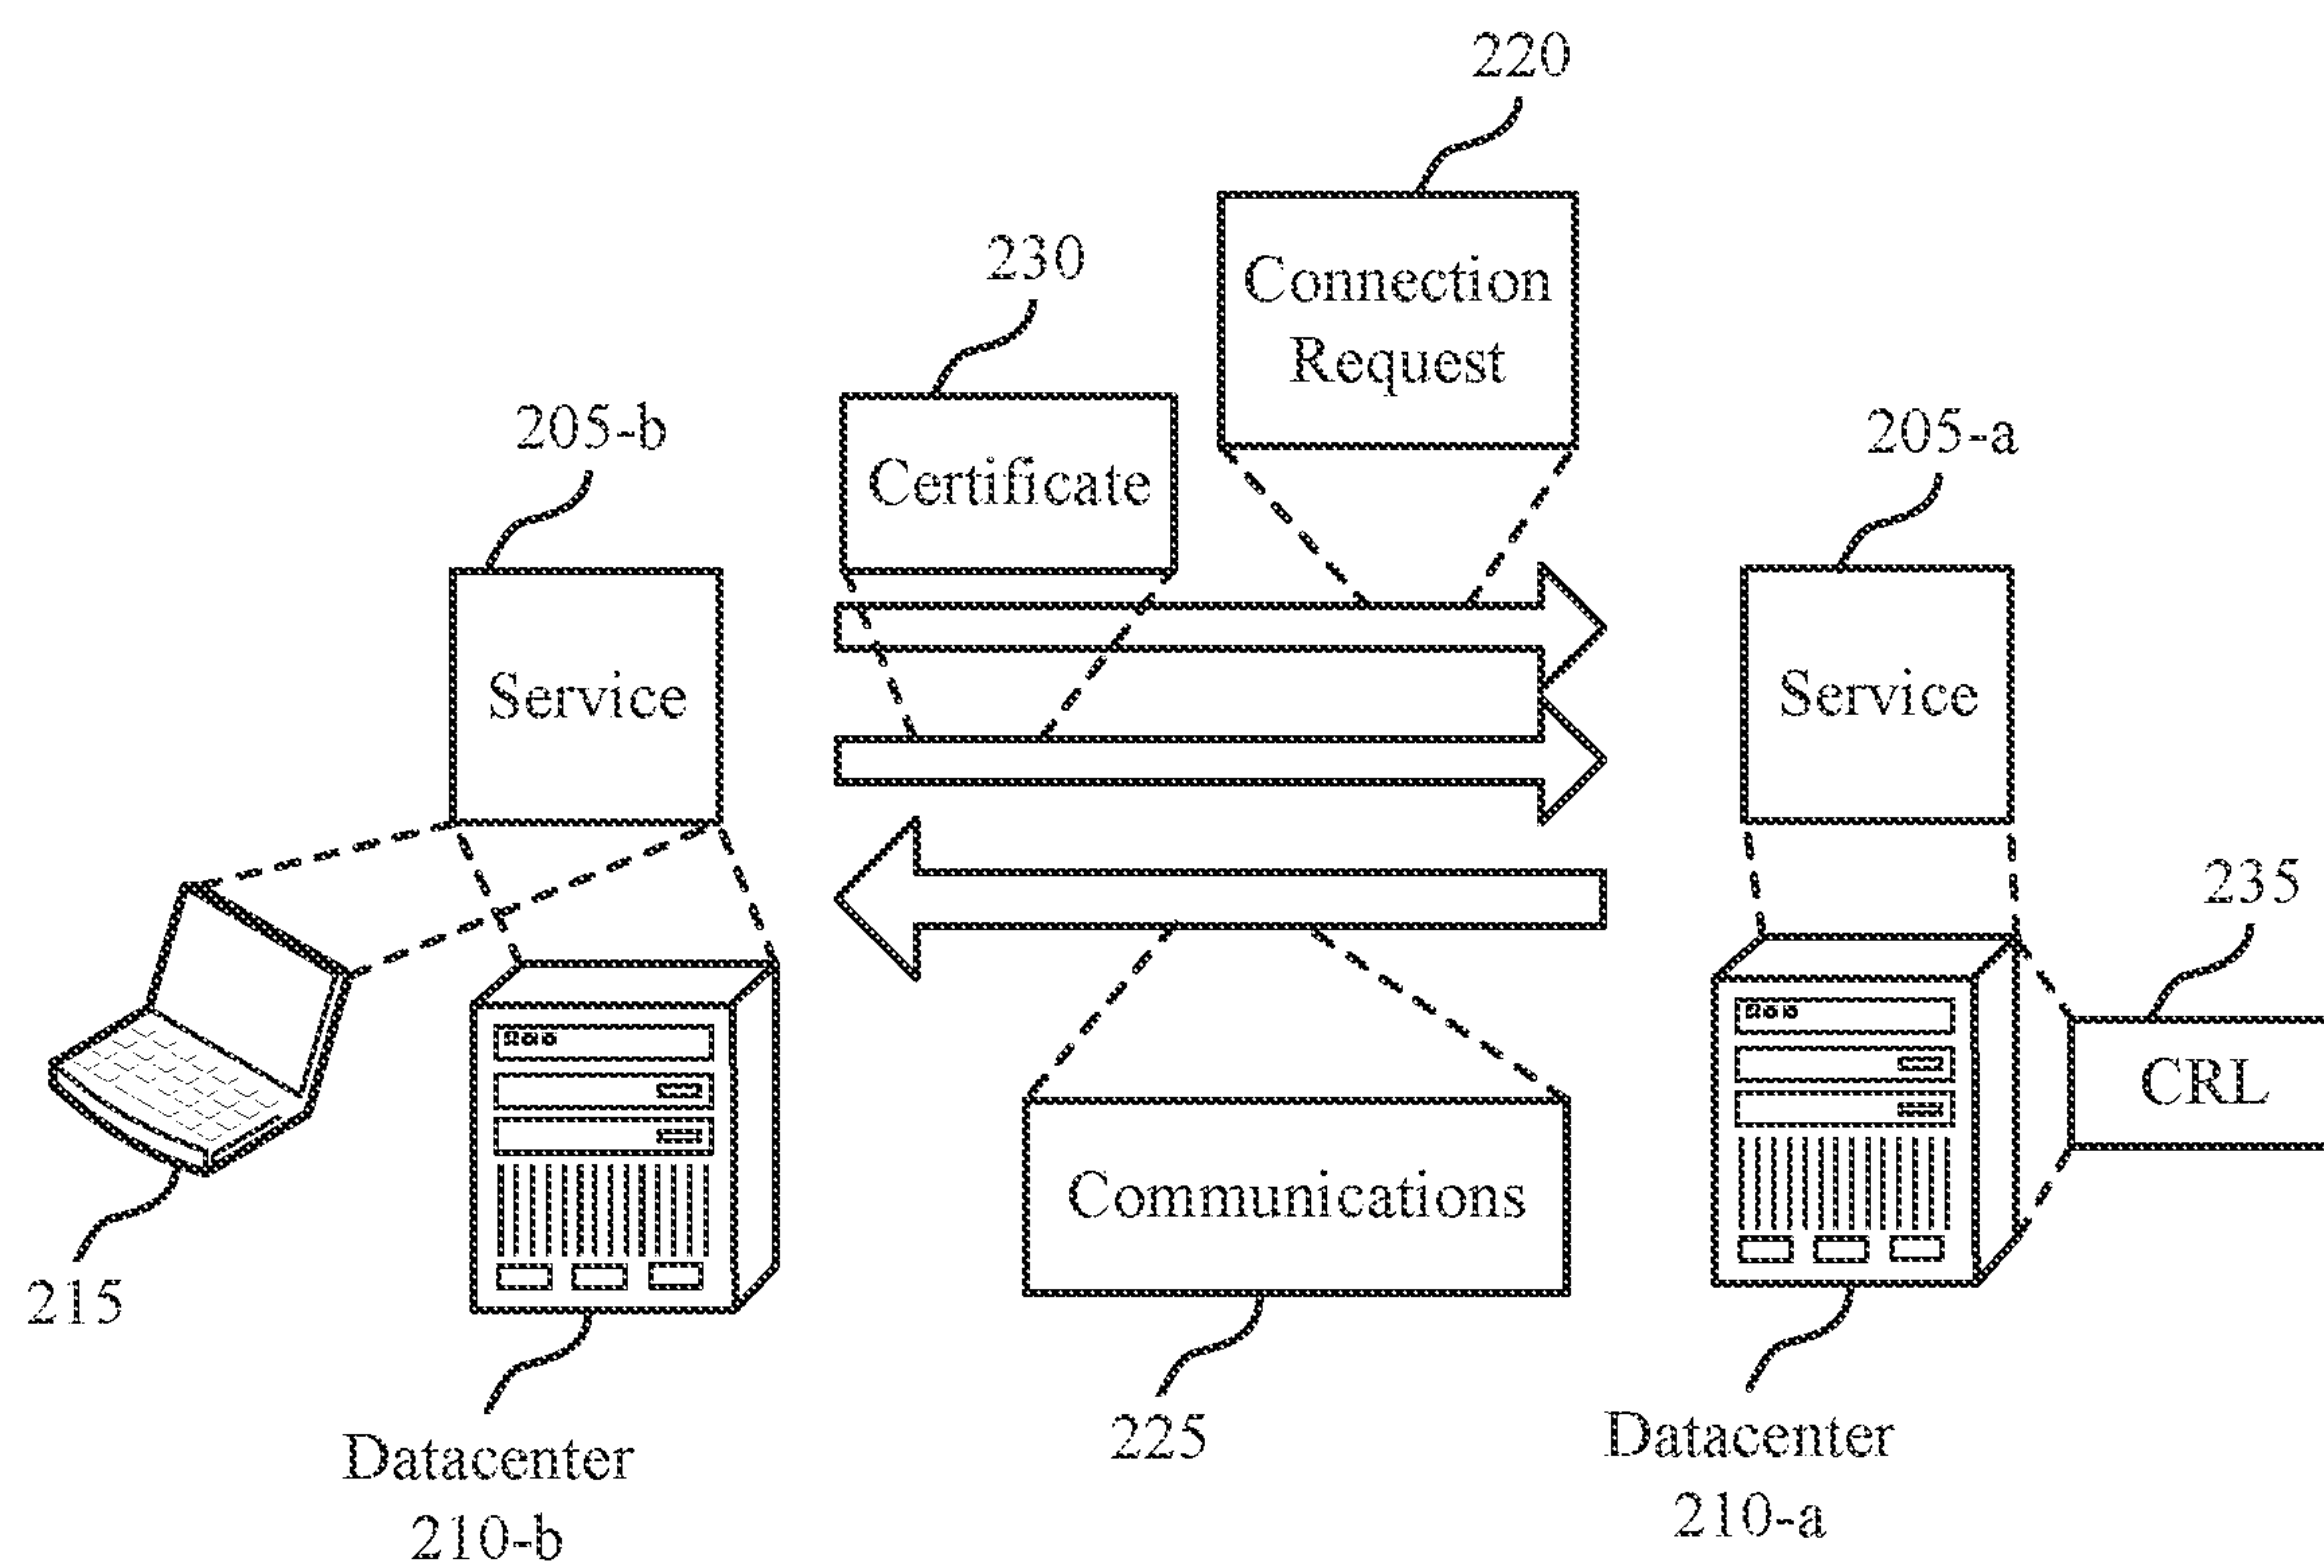 220
230
Connection
Request
205-b
Certificate
205-a
Service
Service
235
CRL
Communications
215
225
Datacenter
210-b
Datacenter
210-a